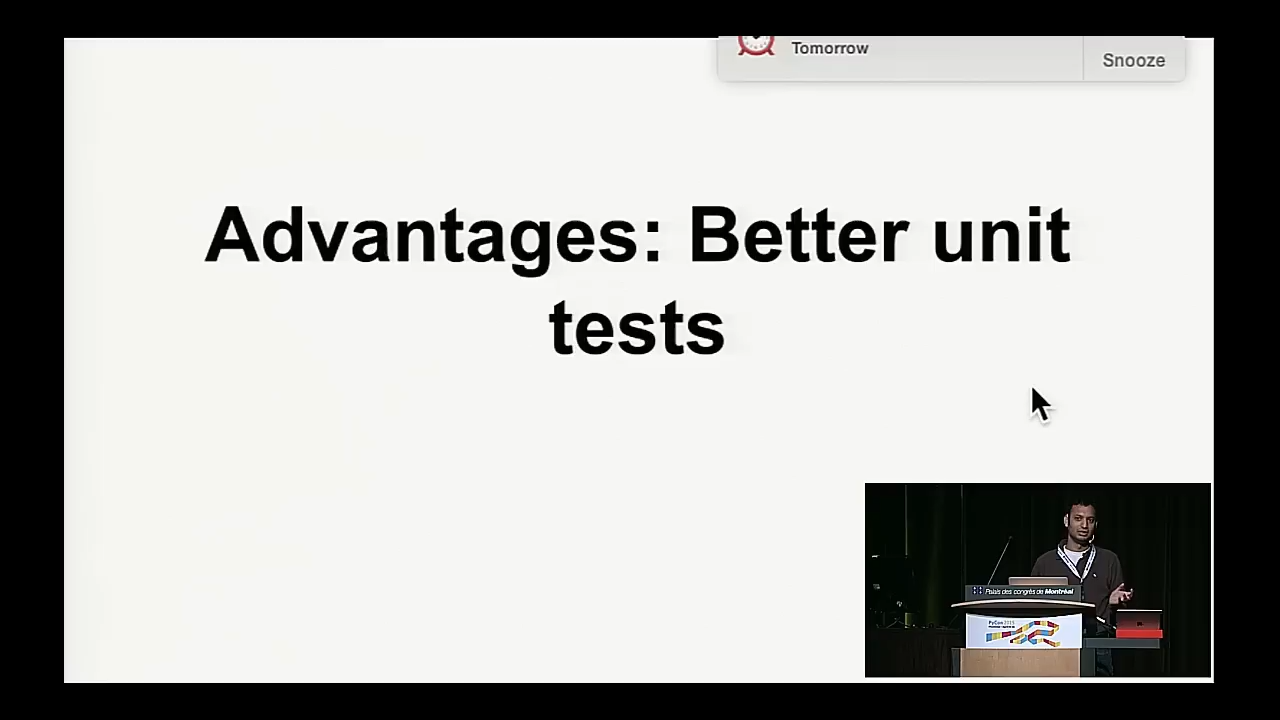 Tomorrow
Snooze
Advantages: Better unit
tests
Palais des congrès de Montréal
PyCon 2015